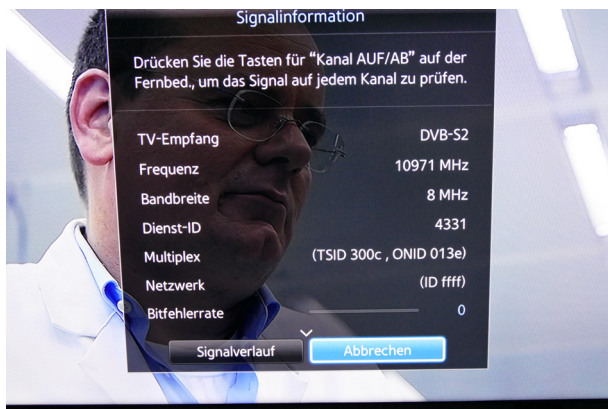 Signalinformation
Drücken Sie die Tasten für “Kanal AUF/AB” auf der
Fernbed., um das Signal auf jedem Kanal zu prüfen.
TV-Empfang DVB-S2
Frequenz 10971 MHz
Bandbreite 8 MHz
Dienst-ID 4331
Multiplex (TSID 300c , ONID 013e)
Netzwerk (ID ffff)
Bitfehlerrate 0
Signalverlauf Abbrechen